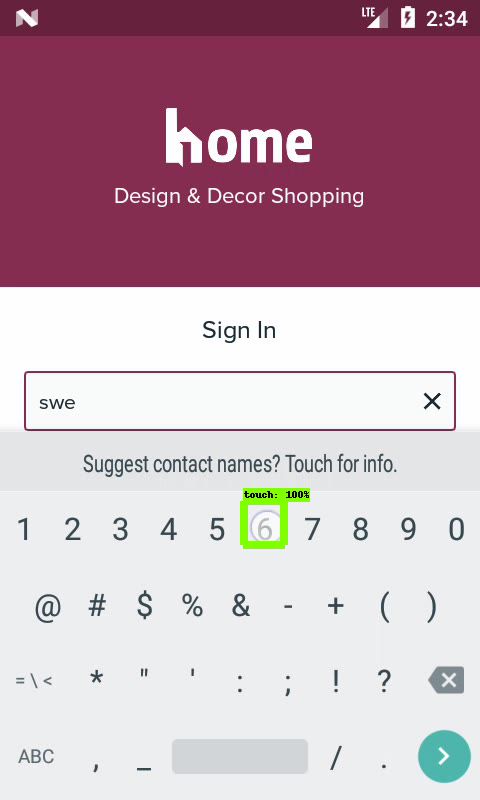 LTE 2:34
home
Design & Decor Shopping
Sign In
swe
Suggest contact names? Touch for info.
touch: 100%
1 2 3 4 5 6 7 8 9 0
@ # $ % & - + ( )
= \ < * " ' : ; ! ?
ABC , _ / .